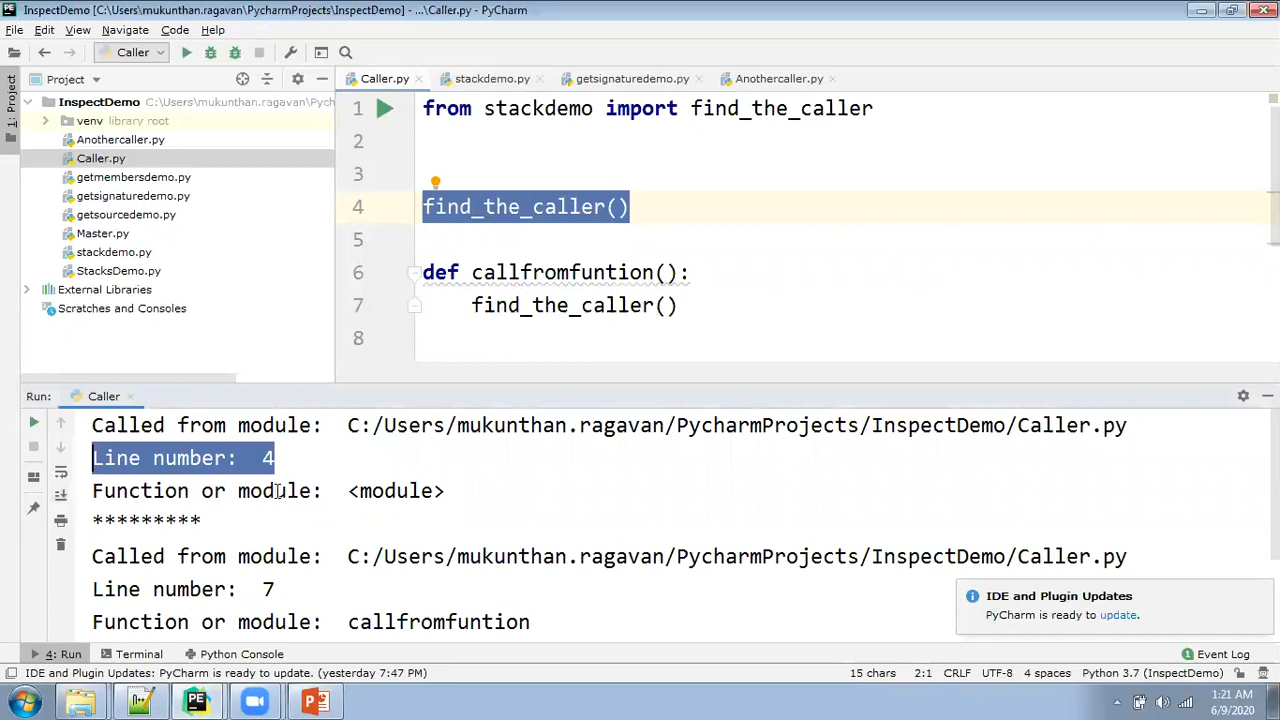 InspectDemo [C:\Users\mukunthan.ragavan\PycharmProjects\InspectDemo] - ...\Caller.py - PyCharm
File Edit View Navigate Code Help
Caller
Project
Caller.py stackdemo.py getsignaturedemo.py Anothercaller.py
1: Project
InspectDemo C:\Users\mukunthan.ragavan\Pych
venv library root
Anothercaller.py
Caller.py
getmembersdemo.py
getsignaturedemo.py
getsourcedemo.py
Master.py
stackdemo.py
StacksDemo.py
External Libraries
Scratches and Consoles
1 from stackdemo import find_the_caller
2
3
4 find_the_caller()
5
6 def callfromfuntion():
7 find_the_caller()
8
Run: Caller
Called from module: C:/Users/mukunthan.ragavan/PycharmProjects/InspectDemo/Caller.py
Line number: 4
Function or module: <module>
*********
Called from module: C:/Users/mukunthan.ragavan/PycharmProjects/InspectDemo/Caller.py
Line number: 7
Function or module: callfromfuntion
IDE and Plugin Updates
PyCharm is ready to update.
4: Run Terminal Python Console Event Log
IDE and Plugin Updates: PyCharm is ready to update. (yesterday 7:47 PM) 15 chars 2:1 CRLF UTF-8 4 spaces Python 3.7 (InspectDemo)
1:21 AM
6/9/2020